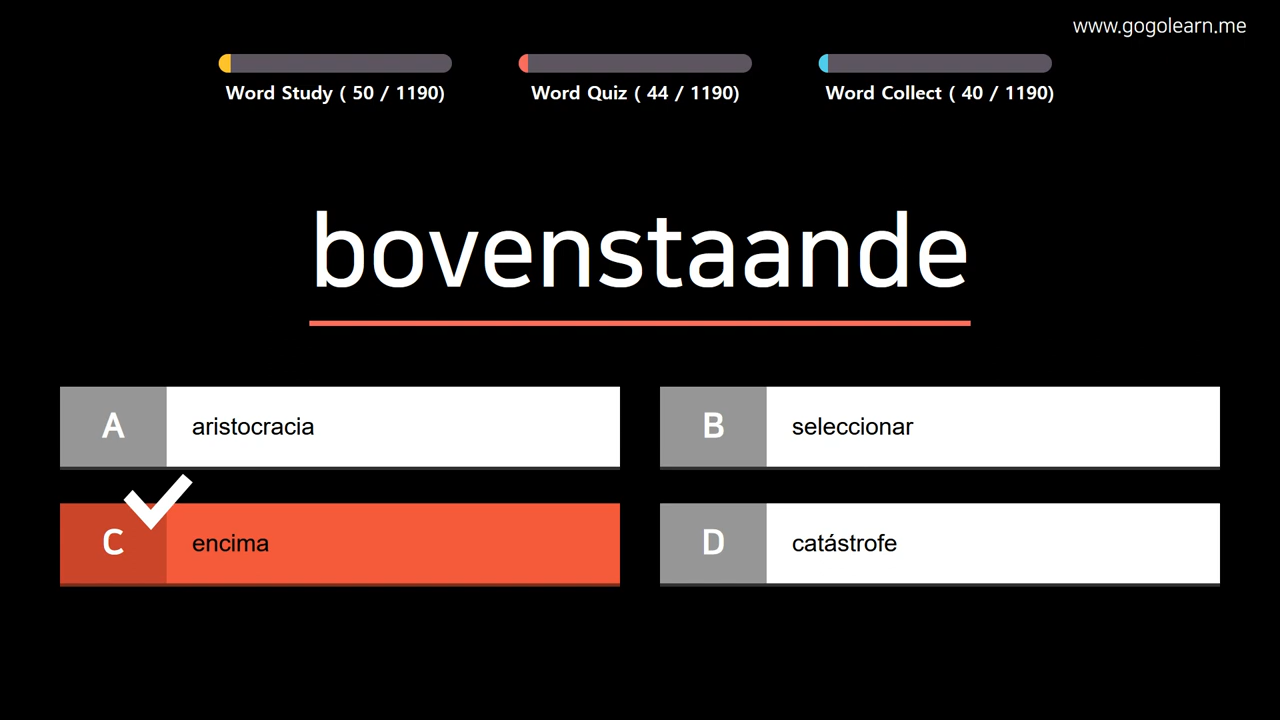 www.gogolearn.me
Word Study ( 50 / 1190)
Word Quiz ( 44 / 1190)
Word Collect ( 40 / 1190)
bovenstaande
A aristocracia
B seleccionar
C encima
D catástrofe